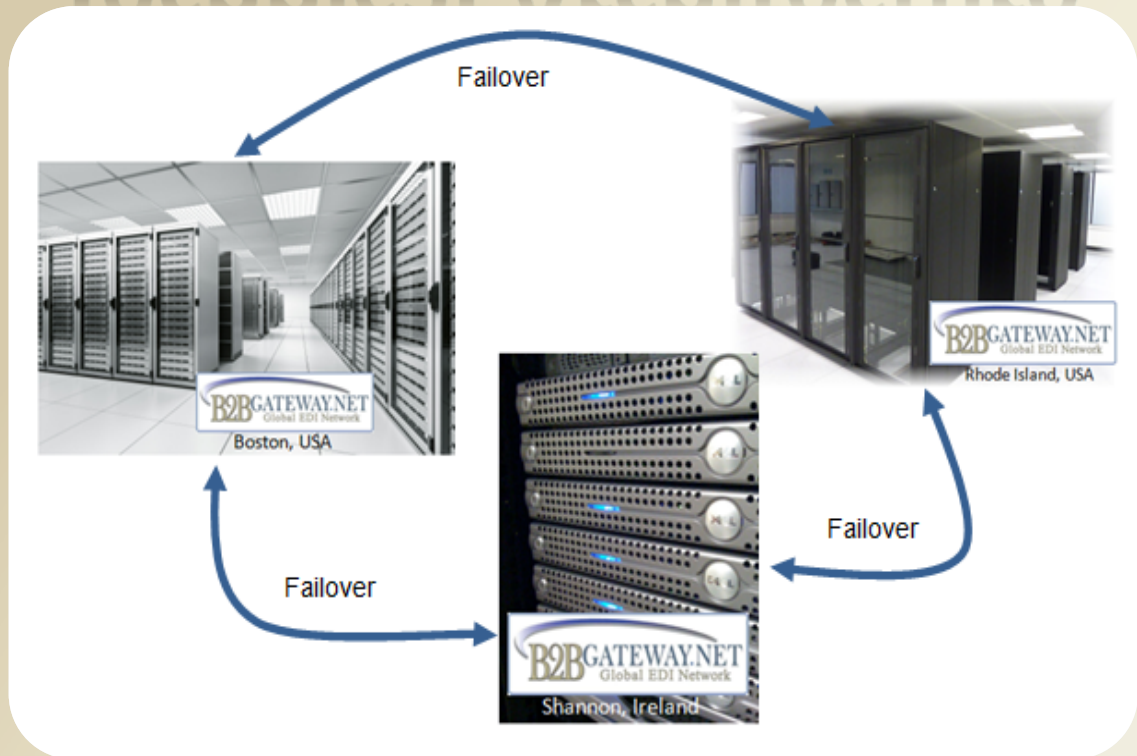 Failover
B2BGATEWAY.NET
Global EDI Network
Rhode Island, USA
B2BGATEWAY.NET
Global EDI Network
Boston, USA
Failover
Failover
B2BGATEWAY.NET
Global EDI Network
Shannon, Ireland